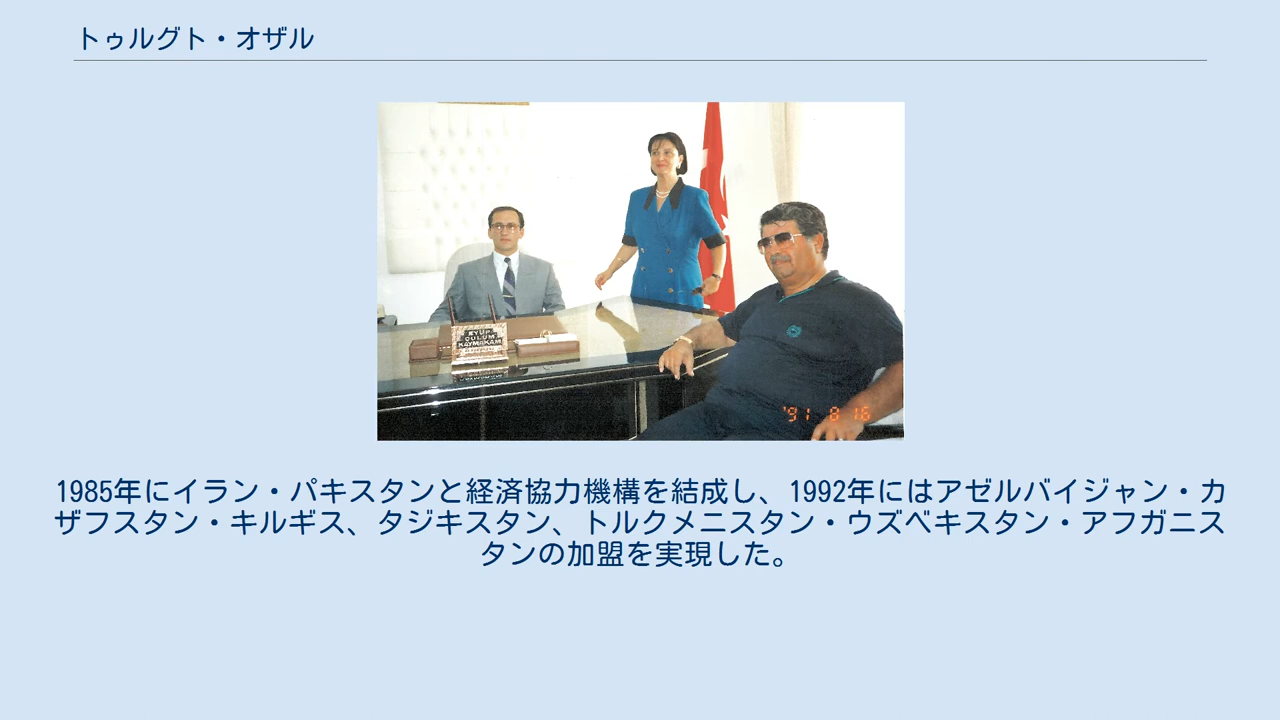 トゥルグト・オザル
EYÜP
ÇULUM
KAYMAKAM
'91 8 16
1985年にイラン・パキスタンと経済協力機構を結成し、1992年にはアゼルバイジャン・カ
ザフスタン・キルギス、タジキスタン、トルクメニスタン・ウズベキスタン・アフガニス
タンの加盟を実現した。